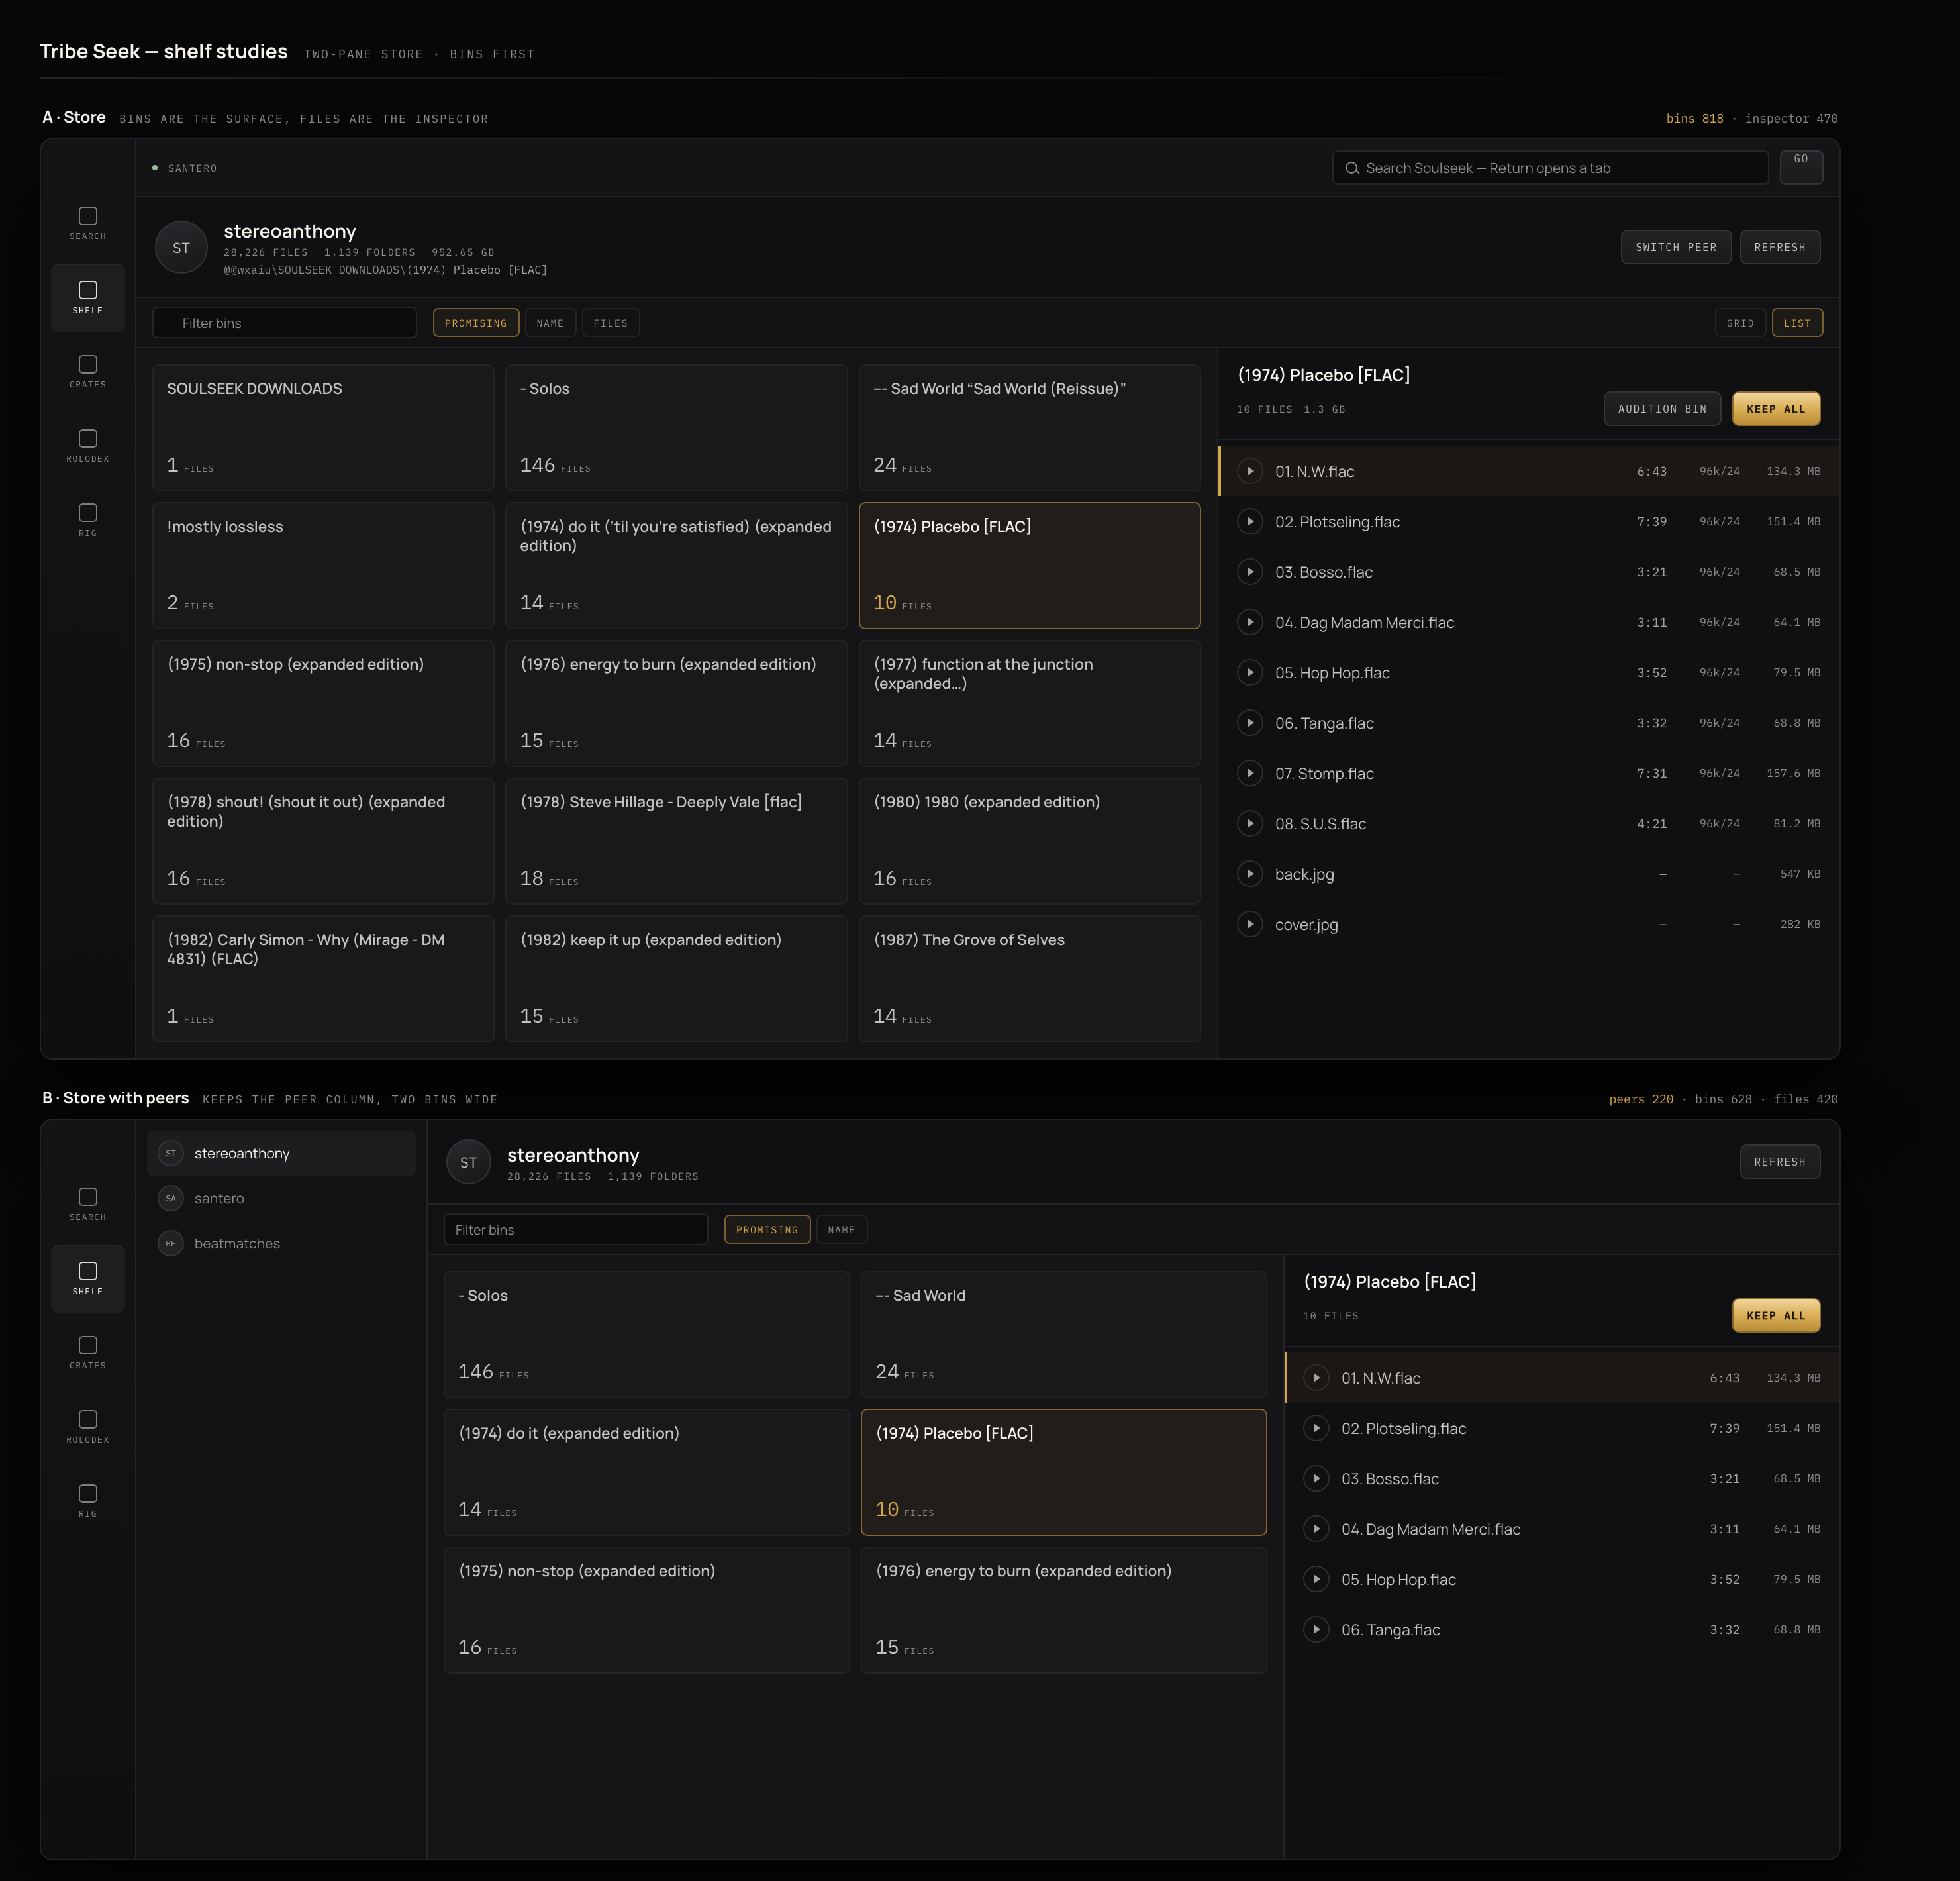 Tribe Seek — shelf studies TWO-PANE STORE · BINS FIRST
A · Store BINS ARE THE SURFACE, FILES ARE THE INSPECTOR
bins 818 · inspector 470
SANTERO
Search Soulseek — Return opens a tab
GO
SEARCH
SHELF
CRATES
ROLODEX
RIG
ST
stereoanthony
28,226 FILES 1,139 FOLDERS 952.65 GB
@@wxaiu\SOULSEEK DOWNLOADS\(1974) Placebo [FLAC]
SWITCH PEER
REFRESH
Filter bins
PROMISING
NAME
FILES
GRID
LIST
SOULSEEK DOWNLOADS
1 FILES
- Solos
146 FILES
-- Sad World “Sad World (Reissue)”
24 FILES
!mostly lossless
2 FILES
(1974) do it (’til you’re satisfied) (expanded
edition)
14 FILES
(1974) Placebo [FLAC]
10 FILES
(1975) non-stop (expanded edition)
16 FILES
(1976) energy to burn (expanded edition)
15 FILES
(1977) function at the junction
(expanded…)
14 FILES
(1978) shout! (shout it out) (expanded
edition)
16 FILES
(1978) Steve Hillage - Deeply Vale [flac]
18 FILES
(1980) 1980 (expanded edition)
16 FILES
(1982) Carly Simon - Why (Mirage - DM
4831) (FLAC)
1 FILES
(1982) keep it up (expanded edition)
15 FILES
(1987) The Grove of Selves
14 FILES
(1974) Placebo [FLAC]
10 FILES 1.3 GB
AUDITION BIN
KEEP ALL
01. N.W.flac 6:43 96k/24 134.3 MB
02. Plotseling.flac 7:39 96k/24 151.4 MB
03. Bosso.flac 3:21 96k/24 68.5 MB
04. Dag Madam Merci.flac 3:11 96k/24 64.1 MB
05. Hop Hop.flac 3:52 96k/24 79.5 MB
06. Tanga.flac 3:32 96k/24 68.8 MB
07. Stomp.flac 7:31 96k/24 157.6 MB
08. S.U.S.flac 4:21 96k/24 81.2 MB
back.jpg — — 547 KB
cover.jpg — — 282 KB
B · Store with peers KEEPS THE PEER COLUMN, TWO BINS WIDE
peers 220 · bins 628 · files 420
SEARCH
SHELF
CRATES
ROLODEX
RIG
ST stereoanthony
SA santero
BE beatmatches
ST
stereoanthony
28,226 FILES 1,139 FOLDERS
REFRESH
Filter bins
PROMISING
NAME
- Solos
146 FILES
-- Sad World
24 FILES
(1974) do it (expanded edition)
14 FILES
(1974) Placebo [FLAC]
10 FILES
(1975) non-stop (expanded edition)
16 FILES
(1976) energy to burn (expanded edition)
15 FILES
(1974) Placebo [FLAC]
10 FILES
KEEP ALL
01. N.W.flac 6:43 134.3 MB
02. Plotseling.flac 7:39 151.4 MB
03. Bosso.flac 3:21 68.5 MB
04. Dag Madam Merci.flac 3:11 64.1 MB
05. Hop Hop.flac 3:52 79.5 MB
06. Tanga.flac 3:32 68.8 MB